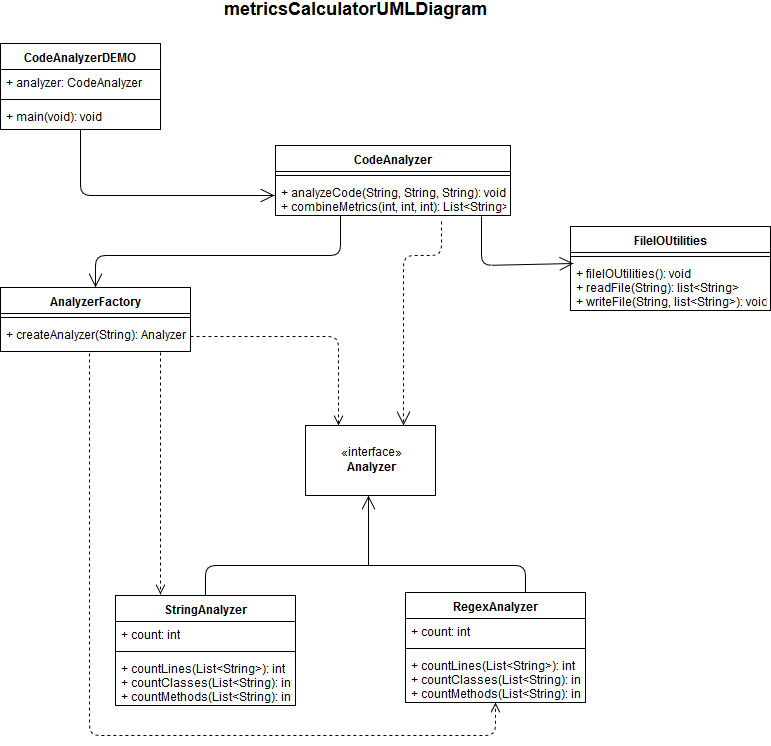 metricsCalculatorUMLDiagram
CodeAnalyzerDEMO
+ analyzer: CodeAnalyzer
+ main(void): void
CodeAnalyzer
+ analyzeCode(String, String, String): void
+ combineMetrics(int, int, int): List<String>
FileIOUtilities
+ fileIOUtilities(): void
+ readFile(String): list<String>
+ writeFile(String, list<String>): void
AnalyzerFactory
+ createAnalyzer(String): Analyzer
«interface»
Analyzer
StringAnalyzer
+ count: int
+ countLines(List<String>): int
+ countClasses(List<String): in
+ countMethods(List<String): in
RegexAnalyzer
+ count: int
+ countLines(List<String>): int
+ countClasses(List<String): in
+ countMethods(List<String): in